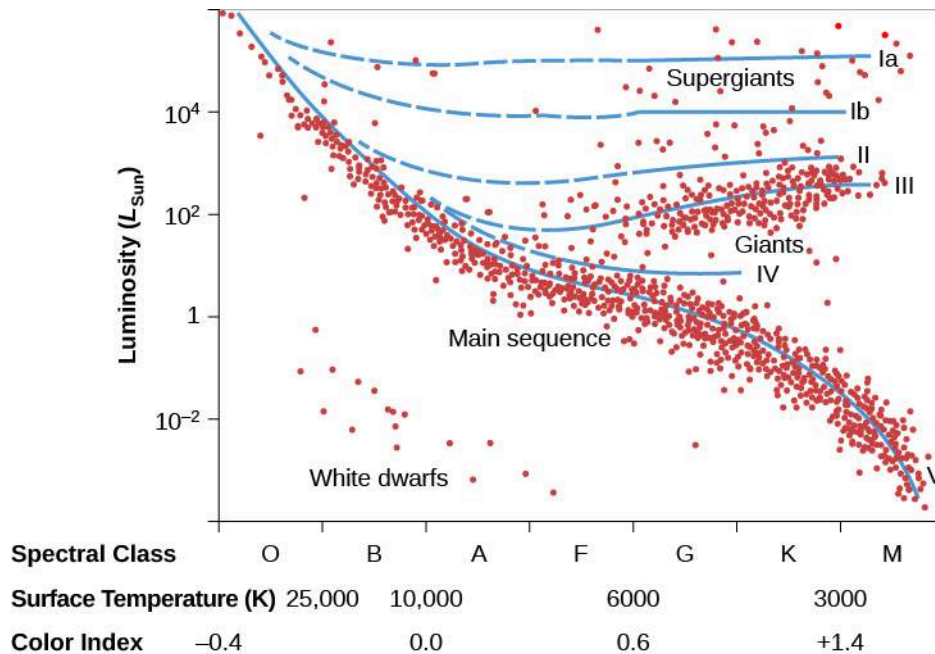 Luminosity (L_Sun)
10⁴
10²
1
10⁻²
Ia
Supergiants
Ib
II
III
Giants
IV
Main sequence
White dwarfs
V
Spectral Class O B A F G K M
Surface Temperature (K) 25,000 10,000 6000 3000
Color Index –0.4 0.0 0.6 +1.4